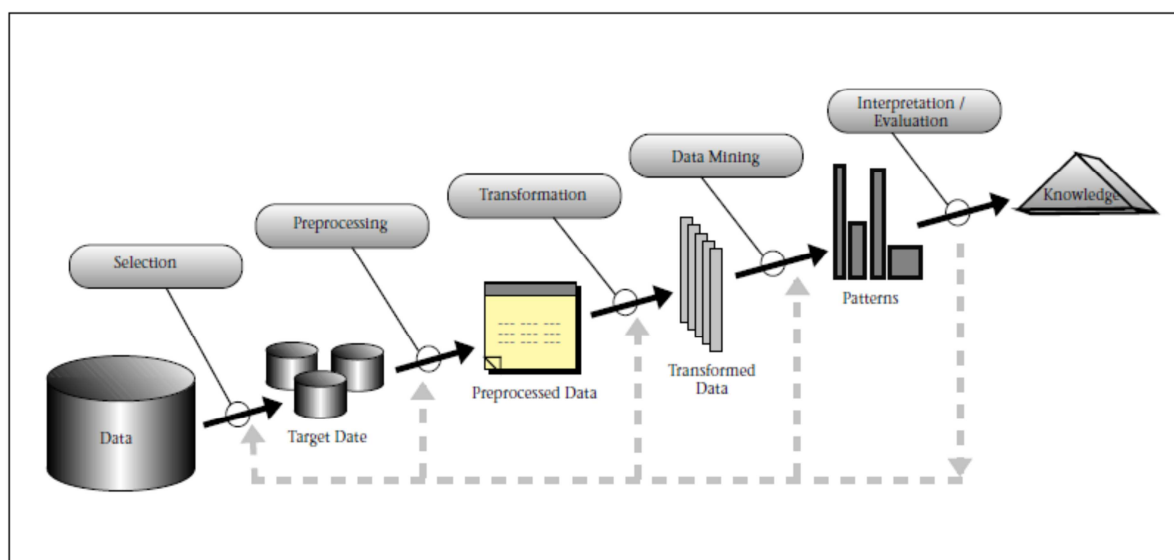 Interpretation /
Evaluation
Data Mining
Transformation
Preprocessing
Selection
Knowledge
Patterns
Transformed
Data
Preprocessed Data
Target Date
Data